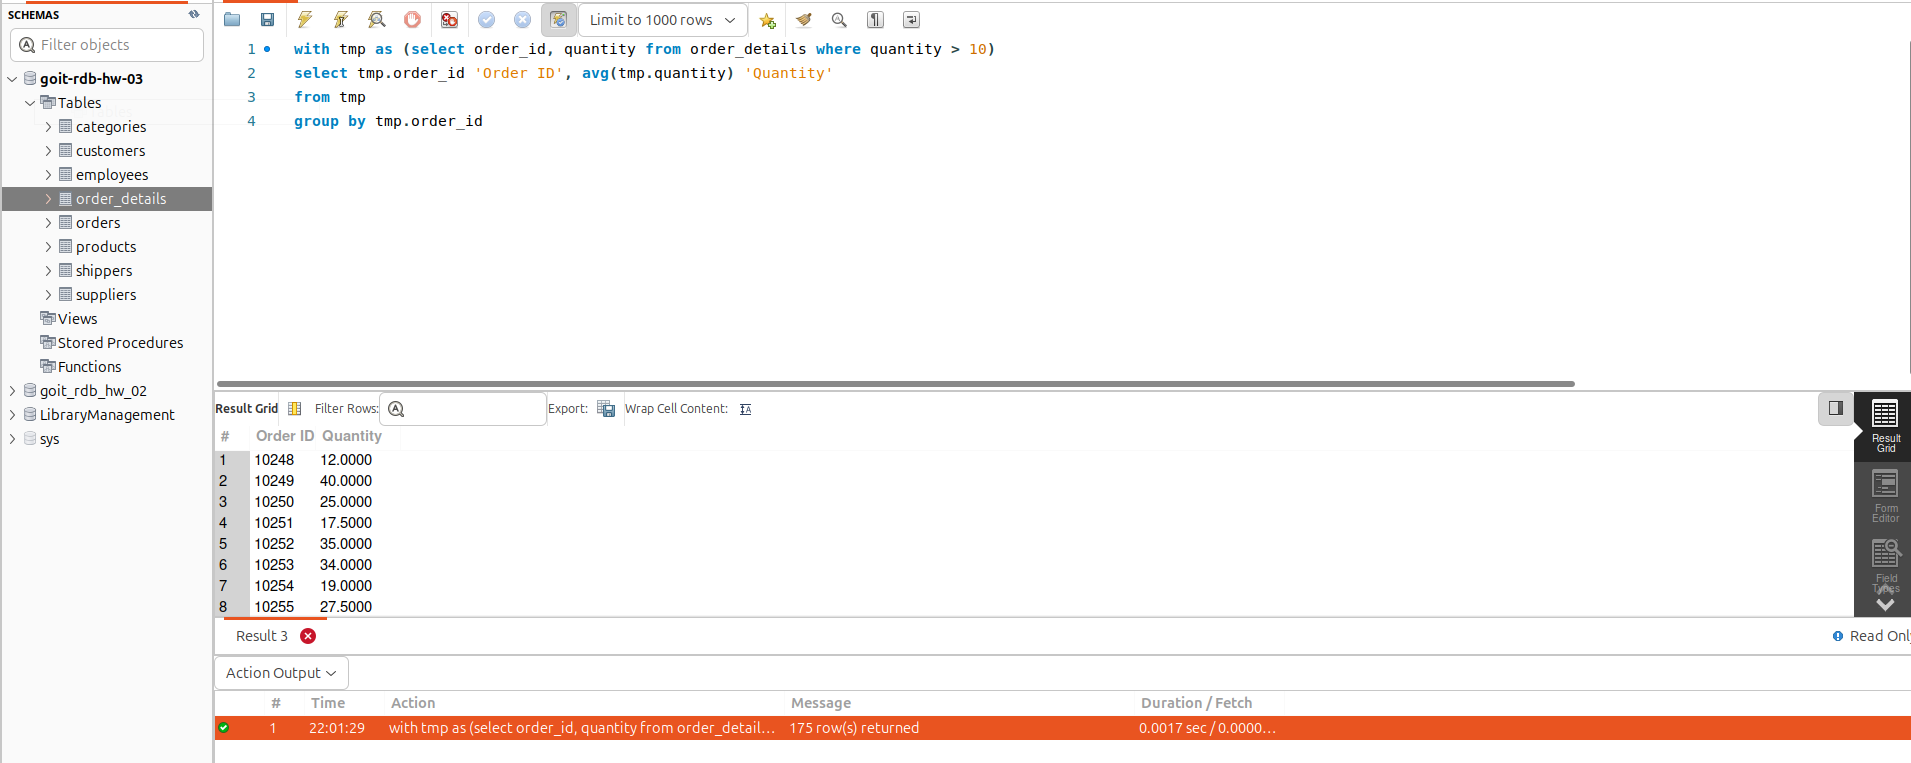 SCHEMAS
Filter objects
goit-rdb-hw-03
Tables
categories
customers
employees
order_details
orders
products
shippers
suppliers
Views
Stored Procedures
Functions
goit_rdb_hw_02
LibraryManagement
sys
Limit to 1000 rows
1 with tmp as (select order_id, quantity from order_details where quantity > 10)
2 select tmp.order_id 'Order ID', avg(tmp.quantity) 'Quantity'
3 from tmp
4 group by tmp.order_id
Result Grid Filter Rows: Export: Wrap Cell Content:
# Order ID Quantity
1 10248 12.0000
2 10249 40.0000
3 10250 25.0000
4 10251 17.5000
5 10252 35.0000
6 10253 34.0000
7 10254 19.0000
8 10255 27.5000
Result
Grid
Form
Editor
Field
Types
Result 3 Read Onl
Action Output
# Time Action Message Duration / Fetch
1 22:01:29 with tmp as (select order_id, quantity from order_detail... 175 row(s) returned 0.0017 sec / 0.0000...